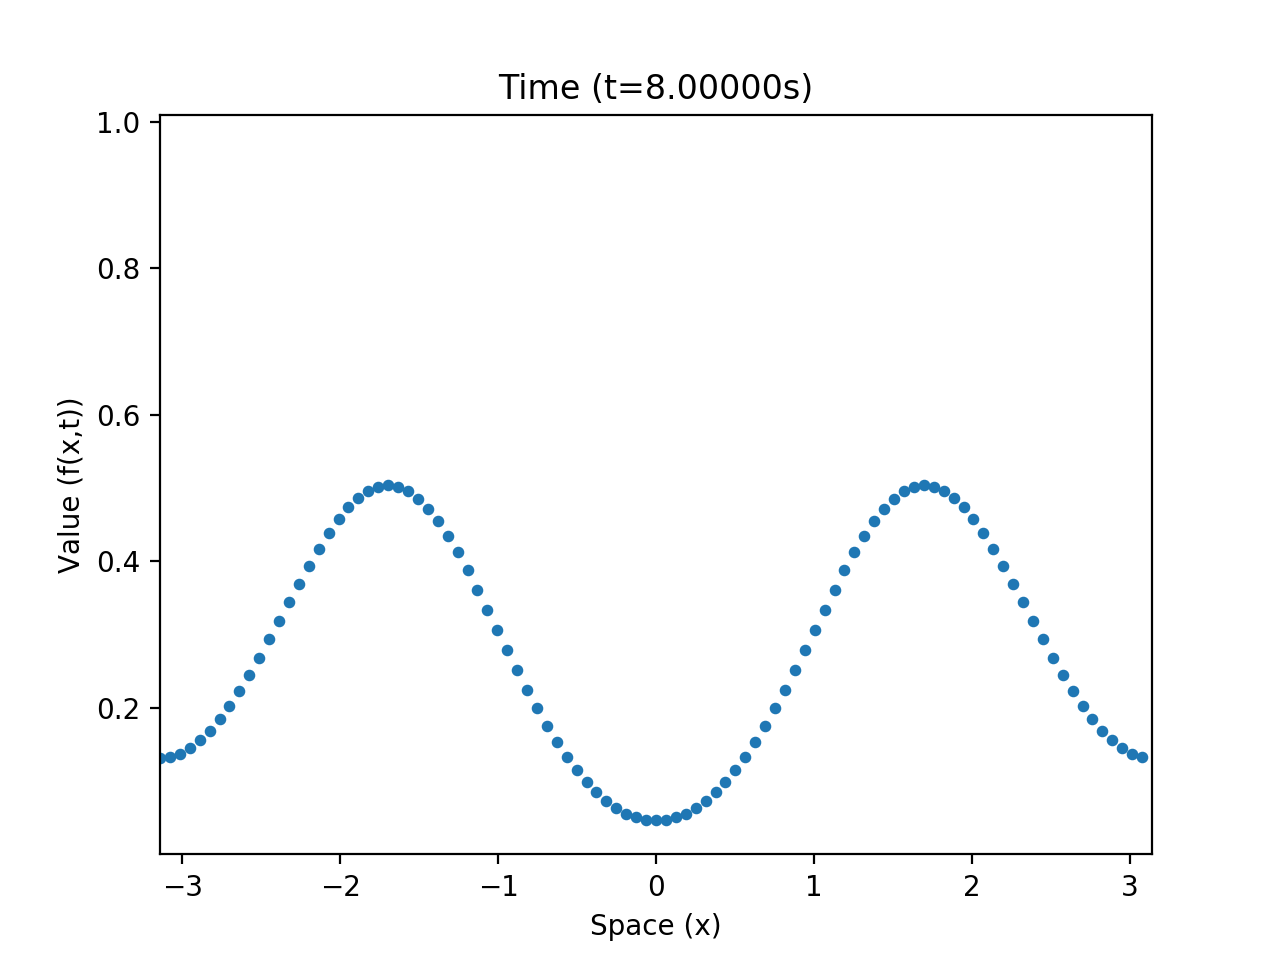 Time (t=8.00000s)
1.0
0.8
0.6
0.4
0.2
Value (f(x,t))
−3 −2 −1 0 1 2 3
Space (x)